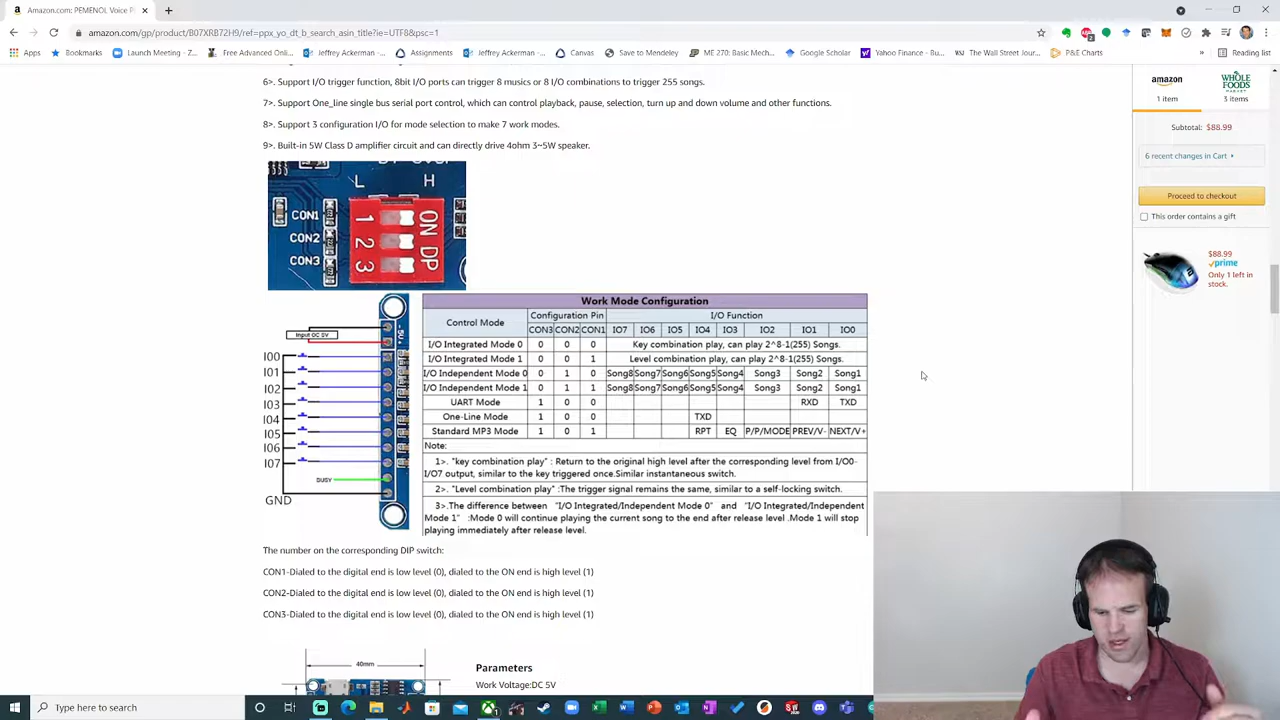 Amazon.com: PEMENOL Voice P
amazon.com/gp/product/B07XRB72H9/ref=ppx_yo_dt_b_search_asin_title?ie=UTF8&psc=1
Apps Bookmarks Launch Meeting - Z... Free Advanced Onli... Jeffrey Ackerman -... Assignments Jeffrey Ackerman -... Canvas Save to Mendeley ME 270: Basic Mech... Google Scholar Yahoo Finance - Bu... The Wall Street Jour... P&E Charts » Reading list
6>. Support I/O trigger function, 8bit I/O ports can trigger 8 musics or 8 I/O combinations to trigger 255 songs.
7>. Support One_line single bus serial port control, which can control playback, pause, selection, turn up and down volume and other functions.
8>. Support 3 configuration I/O for mode selection to make 7 work modes.
9>. Built-in 5W Class D amplifier circuit and can directly drive 4ohm 3~5W speaker.
L H
CON1 1
CON2 2
CON3 3
ON DP
Input DC 5V
-5V+
IO0
IO1
IO2
IO3
IO4
IO5
IO6
IO7
BUSY
GND
Work Mode Configuration
Control Mode Configuration Pin I/O Function
CON3 CON2 CON1 IO7 IO6 IO5 IO4 IO3 IO2 IO1 IO0
I/O Integrated Mode 0 0 0 0 Key combination play, can play 2^8-1(255) Songs.
I/O Integrated Mode 1 0 0 1 Level combination play, can play 2^8-1(255) Songs.
I/O Independent Mode 0 0 1 0 Song8 Song7 Song6 Song5 Song4 Song3 Song2 Song1
I/O Independent Mode 1 0 1 1 Song8 Song7 Song6 Song5 Song4 Song3 Song2 Song1
UART Mode 1 0 0 RXD TXD
One-Line Mode 1 0 0 TXD
Standard MP3 Mode 1 0 1 RPT EQ P/P/MODE PREV/V- NEXT/V+
Note:
1>. "key combination play" : Return to the original high level after the corresponding level from I/O0-
I/O7 output, similar to the key triggered once.Similar instantaneous switch.
2>. "Level combination play" :The trigger signal remains the same, similar to a self-locking switch.
3>.The difference between "I/O Integrated/Independent Mode 0" and "I/O Integrated/Independent
Mode 1" :Mode 0 will continue playing the current song to the end after release level .Mode 1 will stop
playing immediately after release level.
The number on the corresponding DIP switch:
CON1-Dialed to the digital end is low level (0), dialed to the ON end is high level (1)
CON2-Dialed to the digital end is low level (0), dialed to the ON end is high level (1)
CON3-Dialed to the digital end is low level (0), dialed to the ON end is high level (1)
40mm
Parameters
Work Voltage:DC 5V
amazon
1 item
WHOLE
FOODS
MARKET
3 items
Subtotal: $88.99
6 recent changes in Cart
Proceed to checkout
This order contains a gift
$88.99
prime
Only 1 left in
stock.
Type here to search